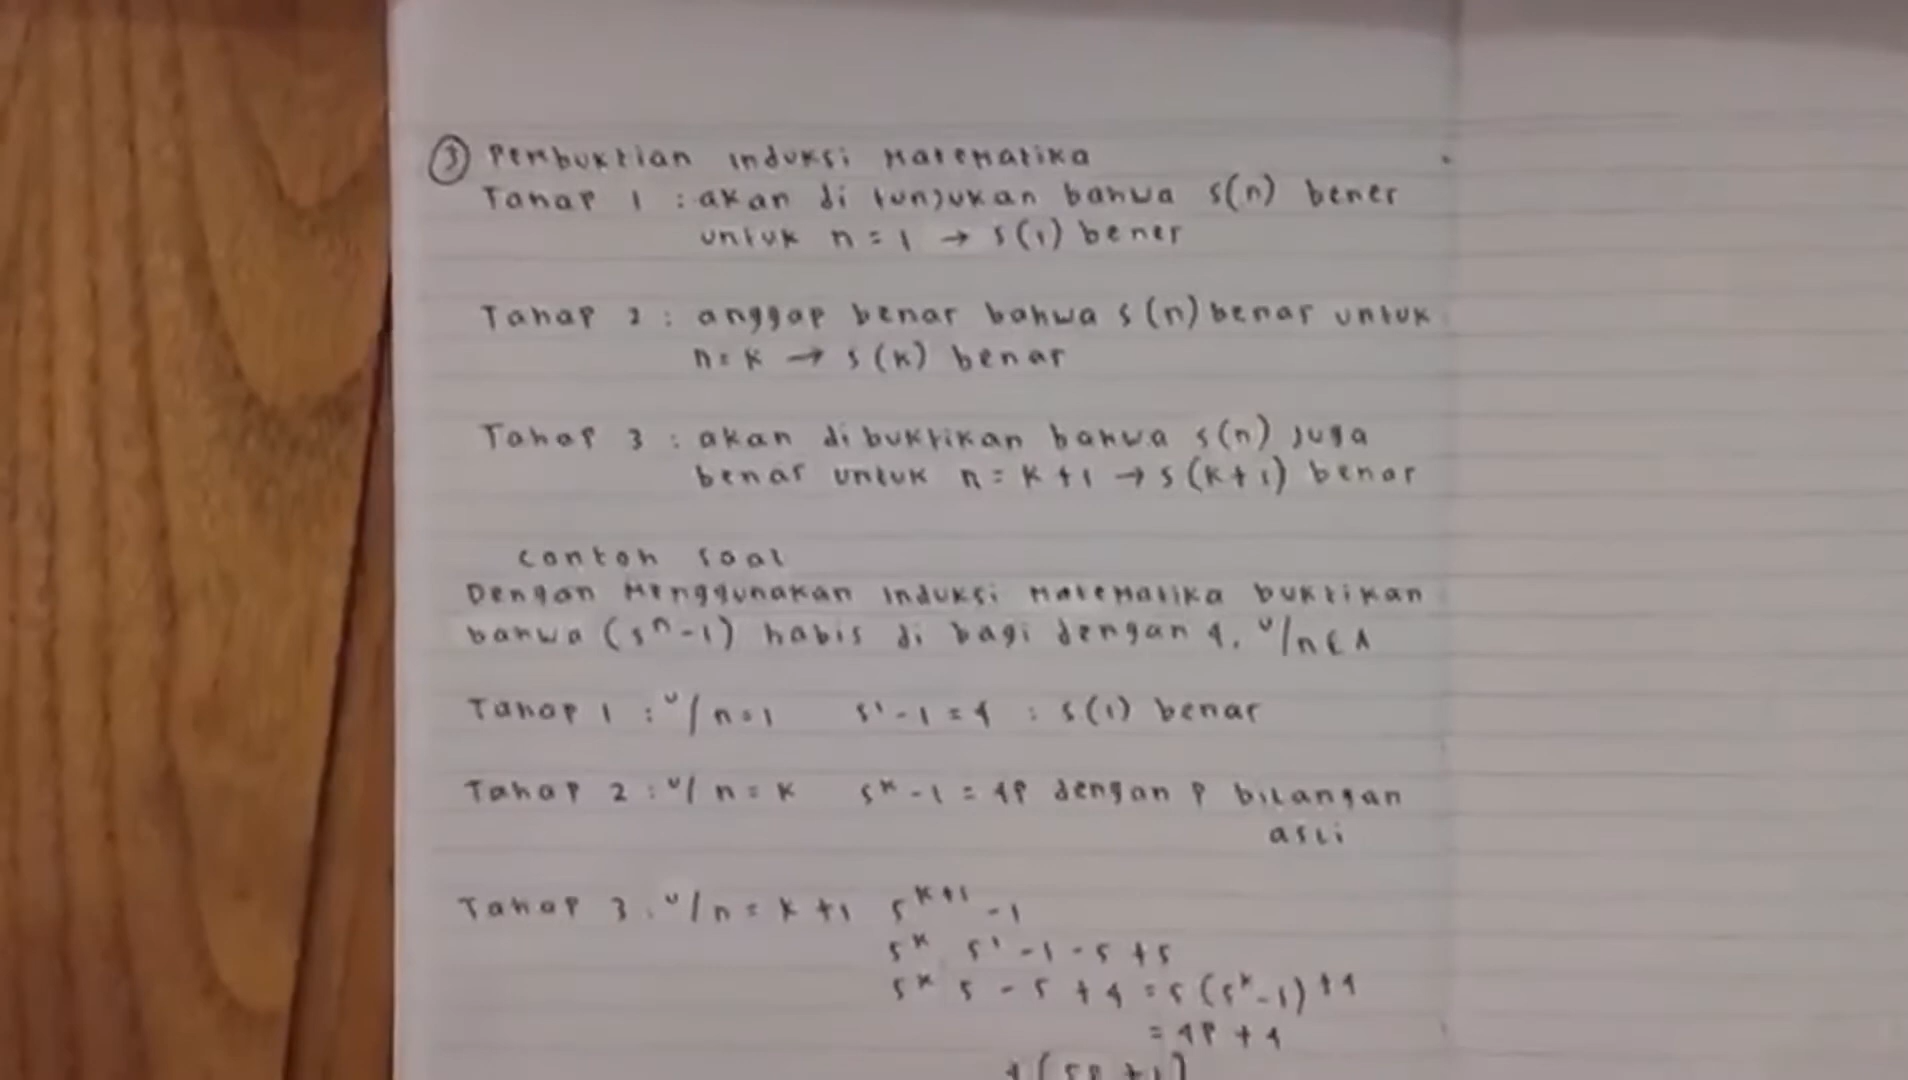 ③ Pembuktian Induksi Matematika
Tahap 1 : akan di tunjukan bahwa s(n) bener
untuk n = 1 → s(1) bener
Tahap 2 : anggap benar bahwa s(n) benar untuk
n = k → s(k) benar
Tahap 3 : akan dibuktikan bahwa s(n) juga
benar untuk n = k + 1 → s(k+1) benar
contoh soal
Dengan Menggunakan Induksi Matematika buktikan
bahwa (5ⁿ - 1) habis di bagi dengan 4. u/n ∈ A
Tahap 1 : u/n = 1 5¹ - 1 = 4 : s(1) benar
Tahap 2 : u/n = k 5ᵏ - 1 = 4p dengan p bilangan
asli
Tahap 3 : u/n = k + 1 5ᵏ⁺¹ - 1
5ᵏ 5¹ - 1 - 5 + 5
5ᵏ 5 - 5 + 4 = 5(5ᵏ - 1) + 4
= 4p + 4
4(5p + 1)